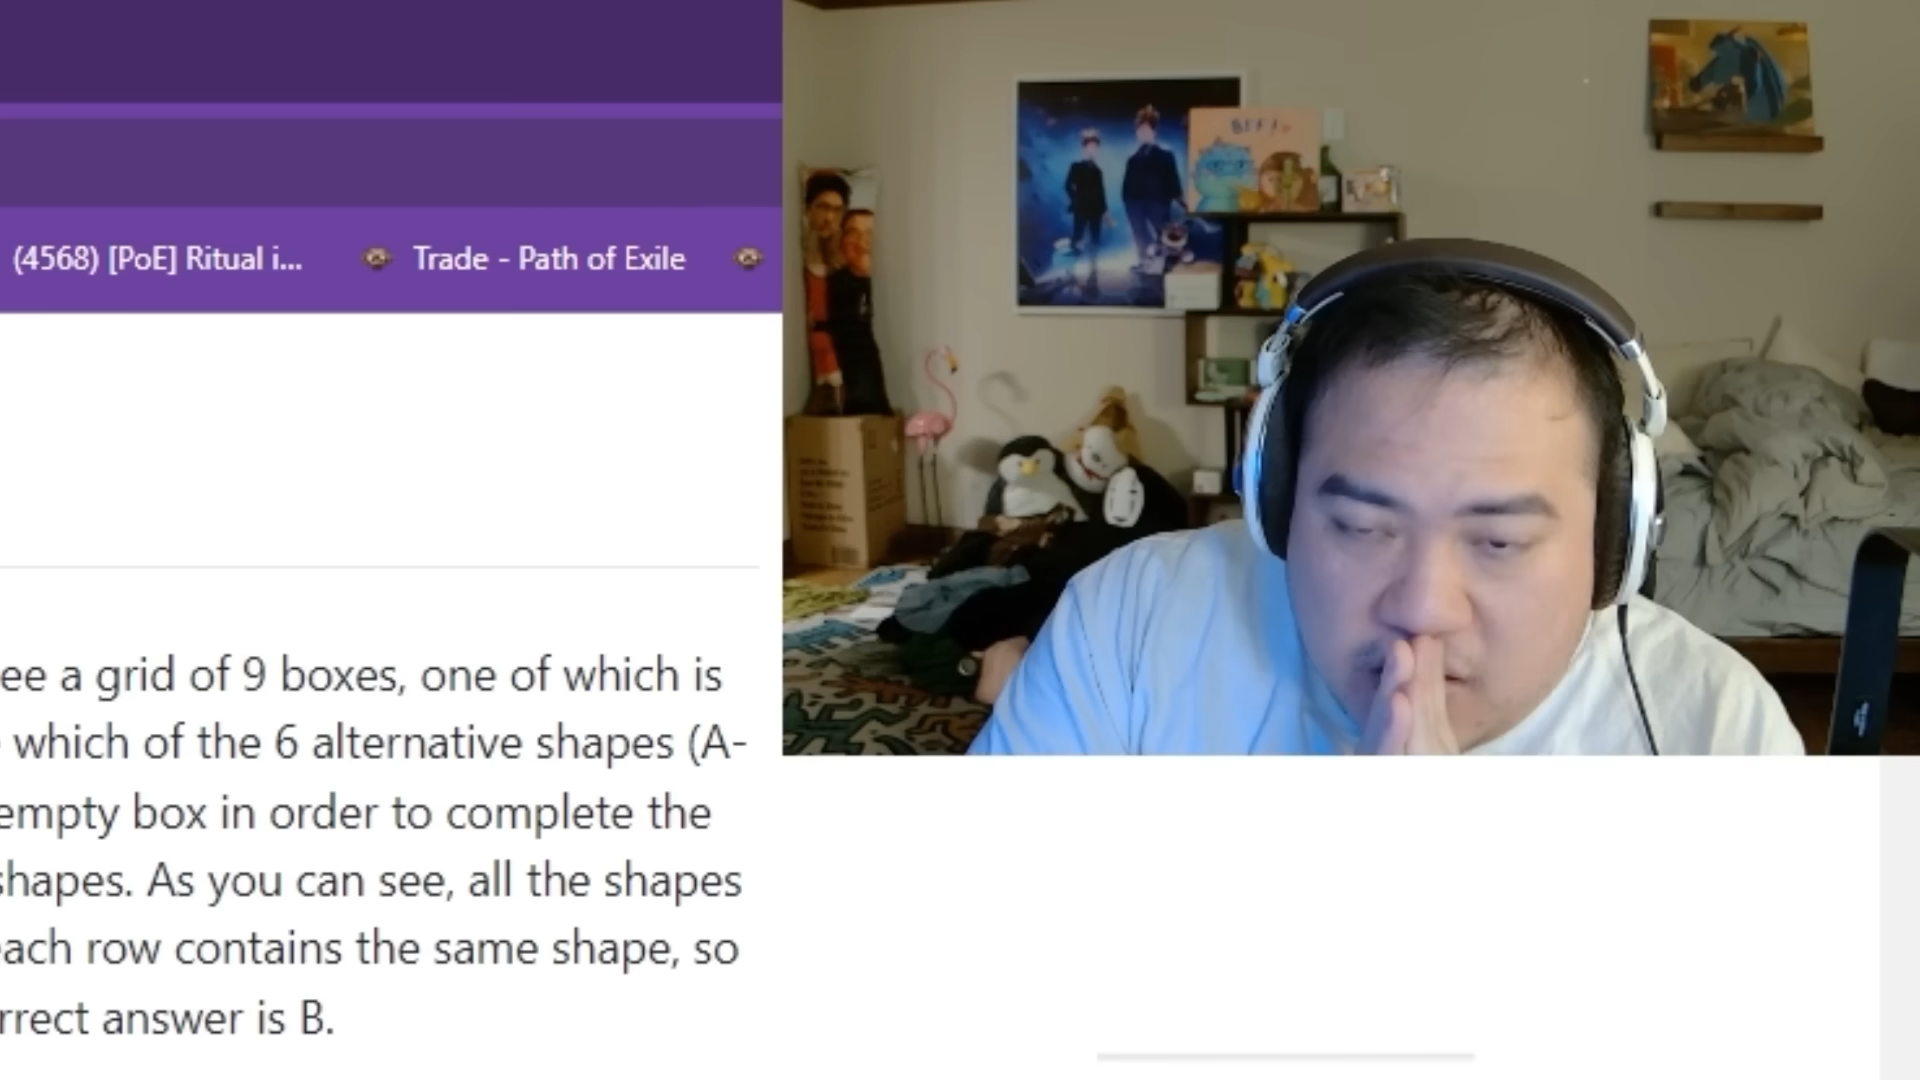 (4568) [PoE] Ritual i...
Trade - Path of Exile
BFF!
ee a grid of 9 boxes, one of which is
which of the 6 alternative shapes (A-
empty box in order to complete the
shapes. As you can see, all the shapes
each row contains the same shape, so
rrect answer is B.